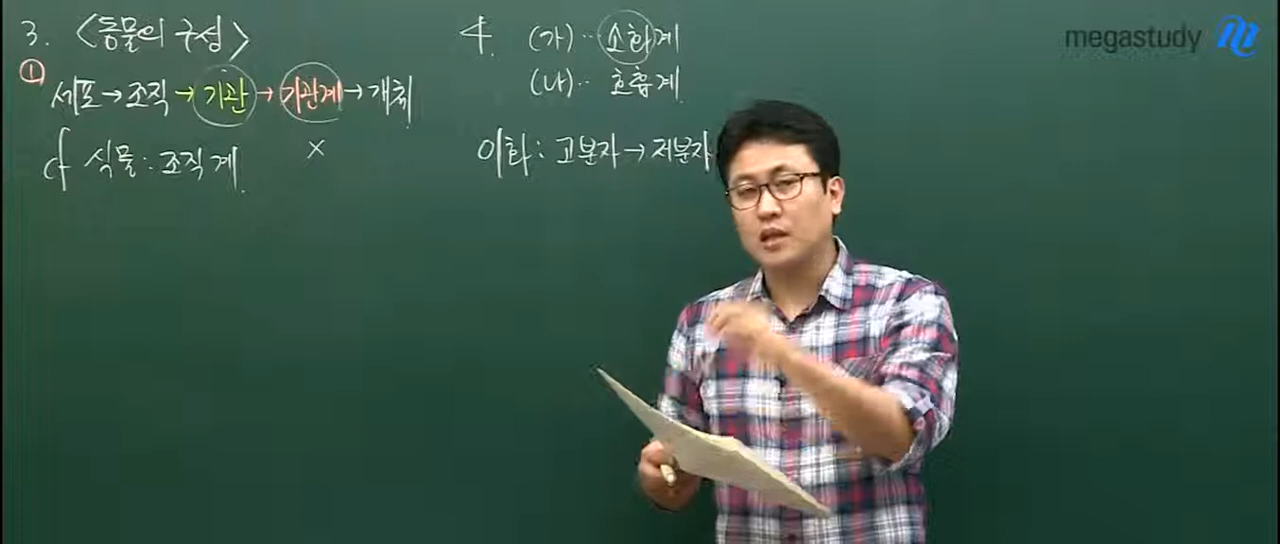 3. <동물의 구성>
① 세포→조직→기관→기관계→개체
cf 식물: 조직계. ×
4. (가)·· 소화계
(나)·· 호흡계.
이화: 고분자→저분자
megastudy